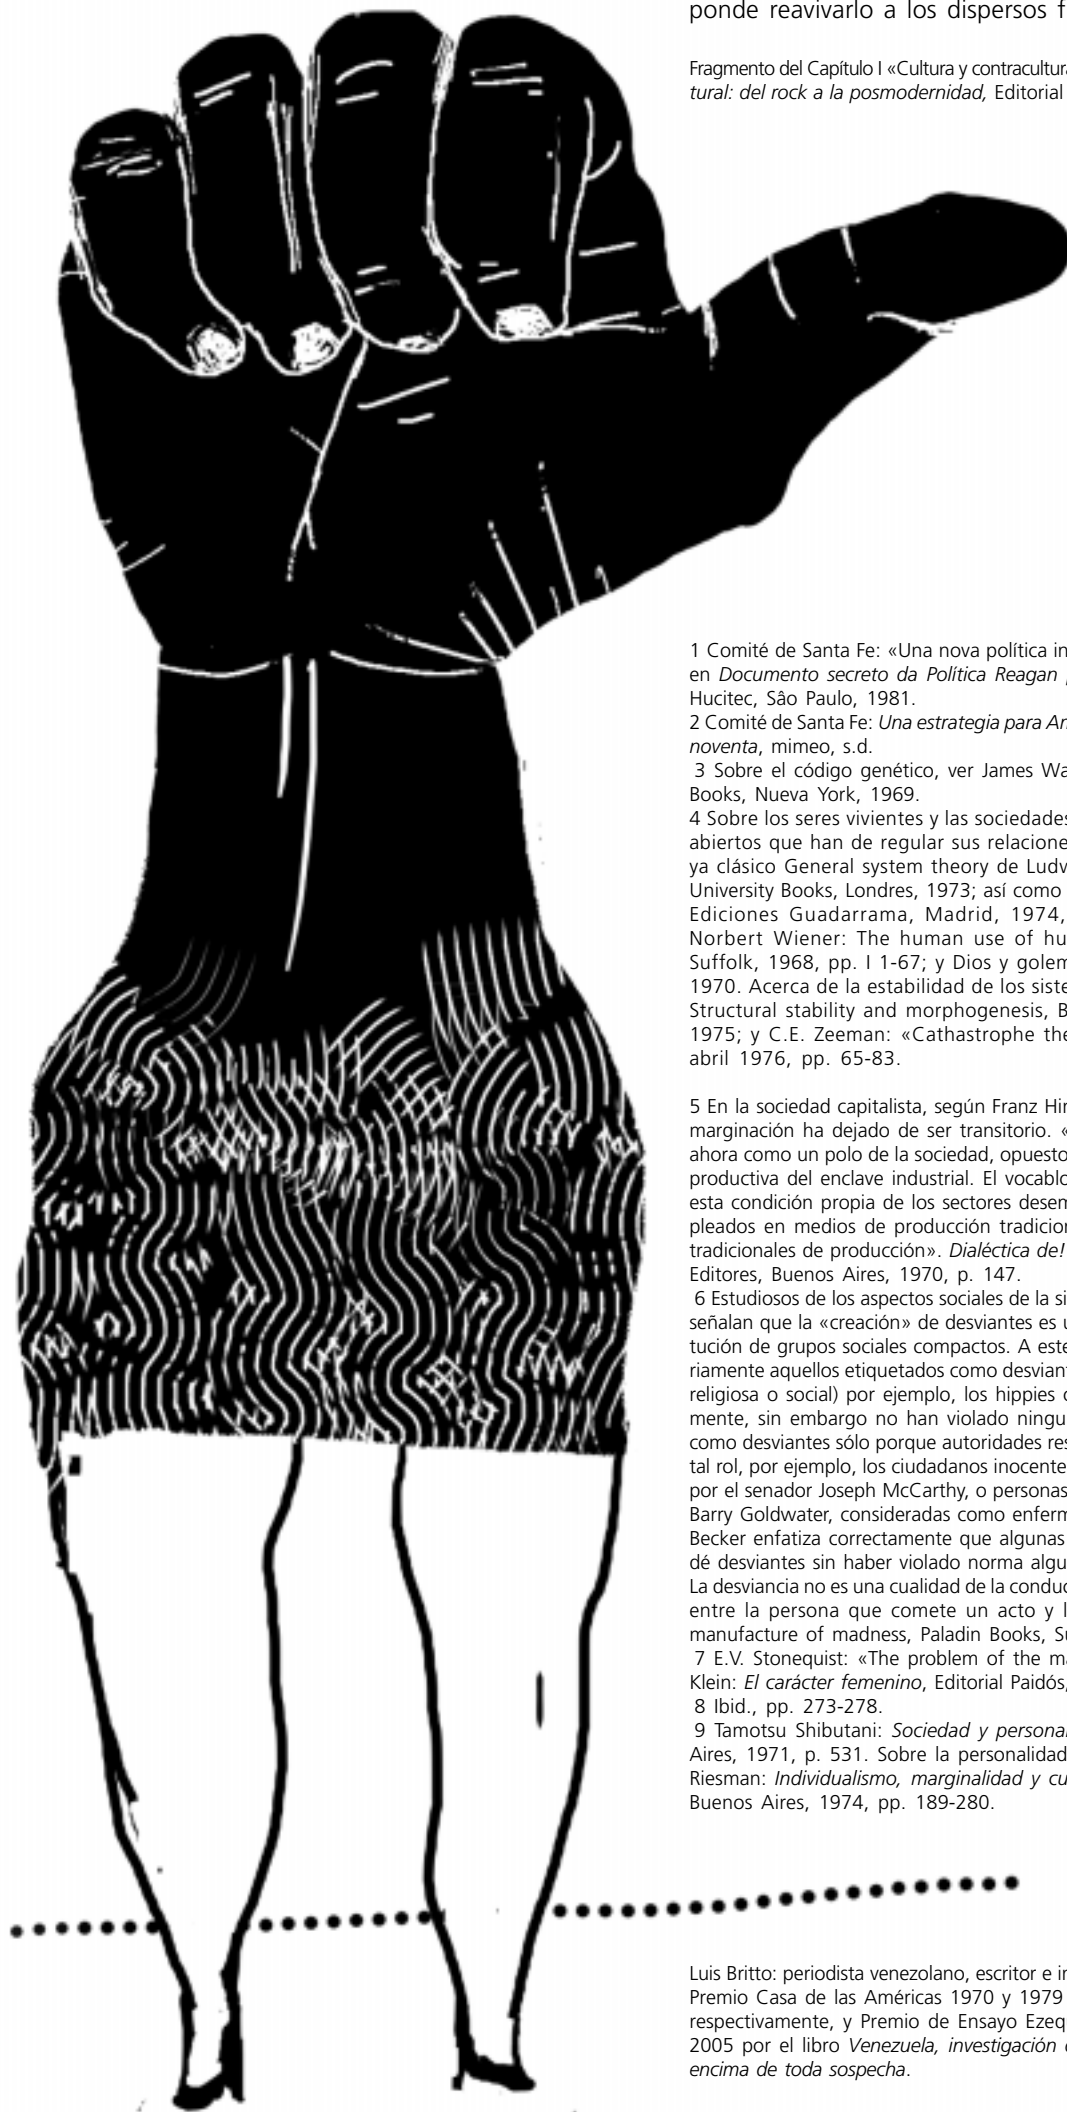 ponde reavivarlo a los dispersos f
Fragmento del Capítulo I «Cultura y contracultura
tural: del rock a la posmodernidad, Editorial
1 Comité de Santa Fe: «Una nova política in
en Documento secreto da Política Reagan p
Hucitec, Sâo Paulo, 1981.
2 Comité de Santa Fe: Una estrategia para Am
noventa, mimeo, s.d.
3 Sobre el código genético, ver James Wa
Books, Nueva York, 1969.
4 Sobre los seres vivientes y las sociedades
abiertos que han de regular sus relacione
ya clásico General system theory de Ludv
University Books, Londres, 1973; así como
Ediciones Guadarrama, Madrid, 1974,
Norbert Wiener: The human use of hu
Suffolk, 1968, pp. I 1-67; y Dios y golem
1970. Acerca de la estabilidad de los siste
Structural stability and morphogenesis, B
1975; y C.E. Zeeman: «Cathastrophe the
abril 1976, pp. 65-83.
5 En la sociedad capitalista, según Franz Hin
marginación ha dejado de ser transitorio. «
ahora como un polo de la sociedad, opuesto
productiva del enclave industrial. El vocablo
esta condición propia de los sectores desem
pleados en medios de producción tradicion
tradicionales de producción». Dialéctica de!
Editores, Buenos Aires, 1970, p. 147.
6 Estudiosos de los aspectos sociales de la si
señalan que la «creación» de desviantes es u
tución de grupos sociales compactos. A este
riamente aquellos etiquetados como desviant
religiosa o social) por ejemplo, los hippies o
mente, sin embargo no han violado ningu
como desviantes sólo porque autoridades res
tal rol, por ejemplo, los ciudadanos inocente
por el senador Joseph McCarthy, o personas
Barry Goldwater, consideradas como enferm
Becker enfatiza correctamente que algunas
dé desviantes sin haber violado norma algu
La desviancia no es una cualidad de la conduc
entre la persona que comete un acto y l
manufacture of madness, Paladin Books, Su
7 E.V. Stonequist: «The problem of the ma
Klein: El carácter femenino, Editorial Paidós,
8 Ibid., pp. 273-278.
9 Tamotsu Shibutani: Sociedad y personal
Aires, 1971, p. 531. Sobre la personalidad
Riesman: Individualismo, marginalidad y cu
Buenos Aires, 1974, pp. 189-280.
Luis Britto: periodista venezolano, escritor e in
Premio Casa de las Américas 1970 y 1979
respectivamente, y Premio de Ensayo Ezeq
2005 por el libro Venezuela, investigación
encima de toda sospecha.